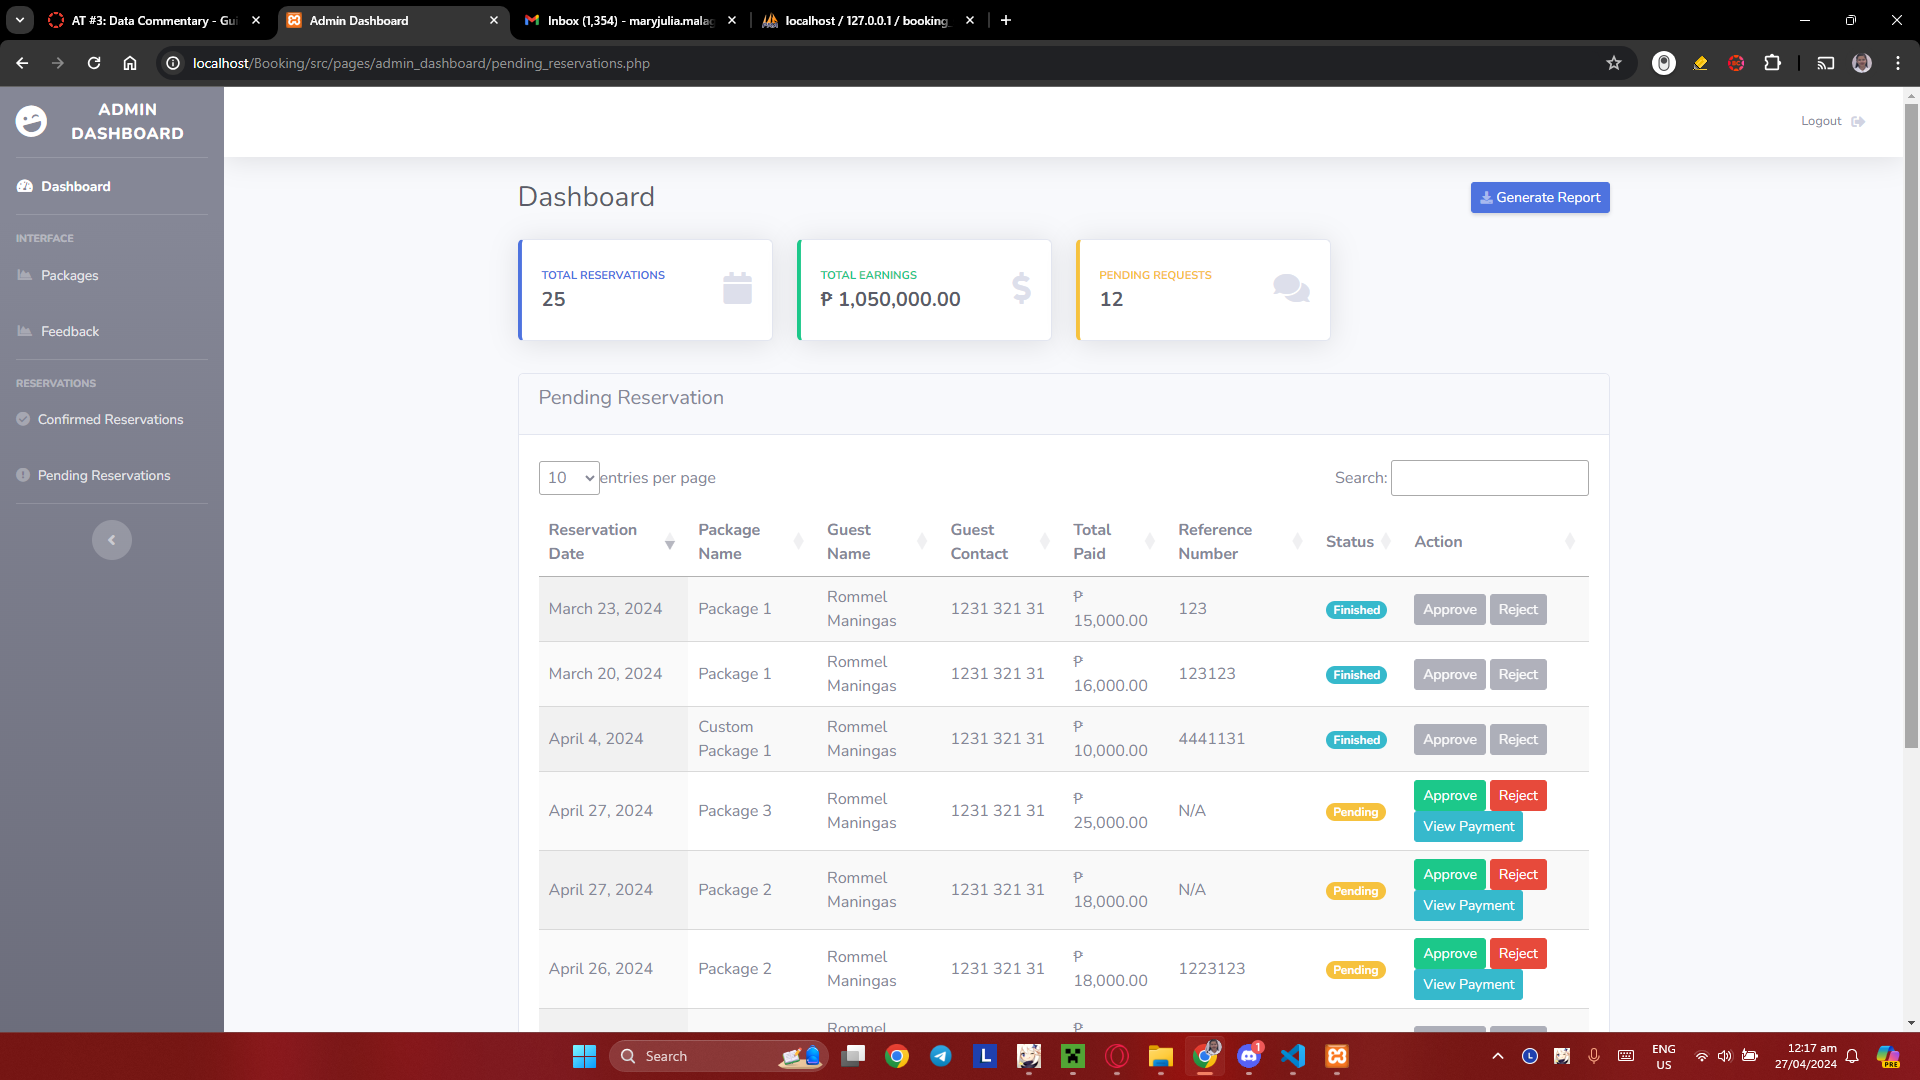 AT #3: Data Commentary - Gui
Admin Dashboard
Inbox (1,354) - maryjulia.malag
localhost / 127.0.0.1 / booking_
localhost/Booking/src/pages/admin_dashboard/pending_reservations.php
ADMIN
DASHBOARD
Logout
Dashboard
INTERFACE
Packages
Feedback
RESERVATIONS
Confirmed Reservations
Pending Reservations
Dashboard
Generate Report
TOTAL RESERVATIONS
25
TOTAL EARNINGS
₱ 1,050,000.00
PENDING REQUESTS
12
Pending Reservation
10 entries per page
Search:
Reservation Date Package Name Guest Name Guest Contact Total Paid Reference Number Status Action
March 23, 2024 Package 1 Rommel Maningas 1231 321 31 ₱ 15,000.00 123 Finished Approve Reject
March 20, 2024 Package 1 Rommel Maningas 1231 321 31 ₱ 16,000.00 123123 Finished Approve Reject
April 4, 2024 Custom Package 1 Rommel Maningas 1231 321 31 ₱ 10,000.00 4441131 Finished Approve Reject
April 27, 2024 Package 3 Rommel Maningas 1231 321 31 ₱ 25,000.00 N/A Pending Approve Reject View Payment
April 27, 2024 Package 2 Rommel Maningas 1231 321 31 ₱ 18,000.00 N/A Pending Approve Reject View Payment
April 26, 2024 Package 2 Rommel Maningas 1231 321 31 ₱ 18,000.00 1223123 Pending Approve Reject View Payment
Rommel ₱
Search
L
1
L
ENG
US
12:17 am
27/04/2024
PRE